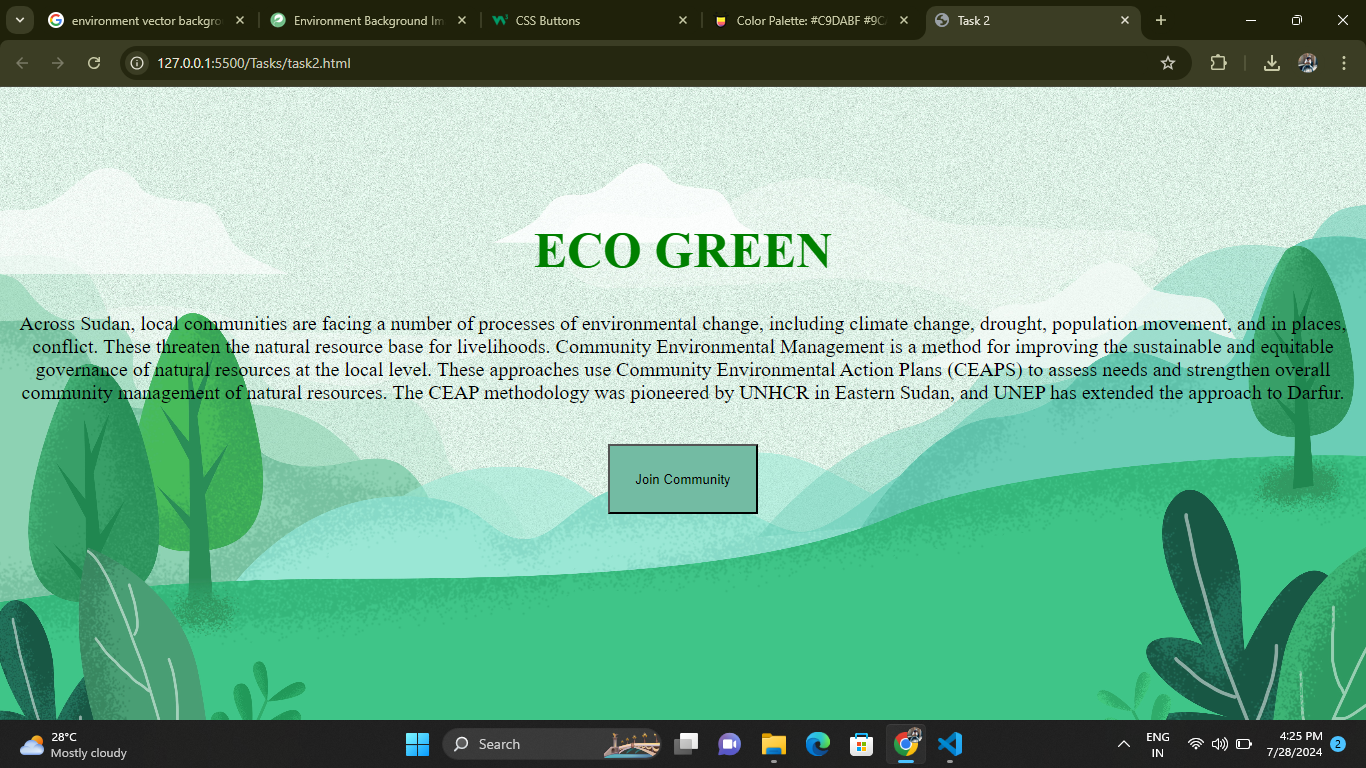 environment vector backgro
Environment Background Im
CSS Buttons
Color Palette: #C9DABF #9C
Task 2
127.0.0.1:5500/Tasks/task2.html
ECO GREEN
Across Sudan, local communities are facing a number of processes of environmental change, including climate change, drought, population movement, and in places,
conflict. These threaten the natural resource base for livelihoods. Community Environmental Management is a method for improving the sustainable and equitable
governance of natural resources at the local level. These approaches use Community Environmental Action Plans (CEAPS) to assess needs and strengthen overall
community management of natural resources. The CEAP methodology was pioneered by UNHCR in Eastern Sudan, and UNEP has extended the approach to Darfur.
Join Community
28°C
Mostly cloudy
Search
ENG
IN
4:25 PM
7/28/2024
2